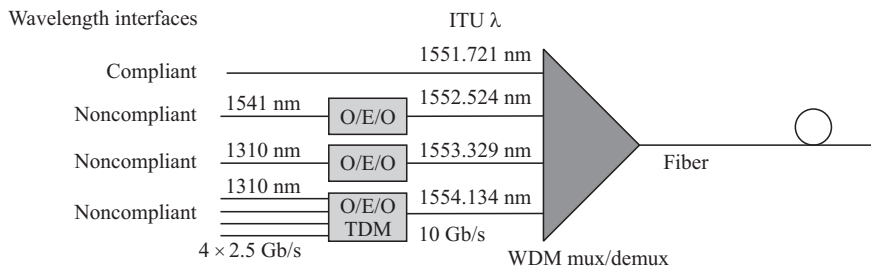 Wavelength interfaces
ITU λ
Compliant
1551.721 nm
Noncompliant
1541 nm
O/E/O
1552.524 nm
Noncompliant
1310 nm
O/E/O
1553.329 nm
Noncompliant
1310 nm
O/E/O
TDM
1554.134 nm
4 × 2.5 Gb/s
10 Gb/s
Fiber
WDM mux/demux